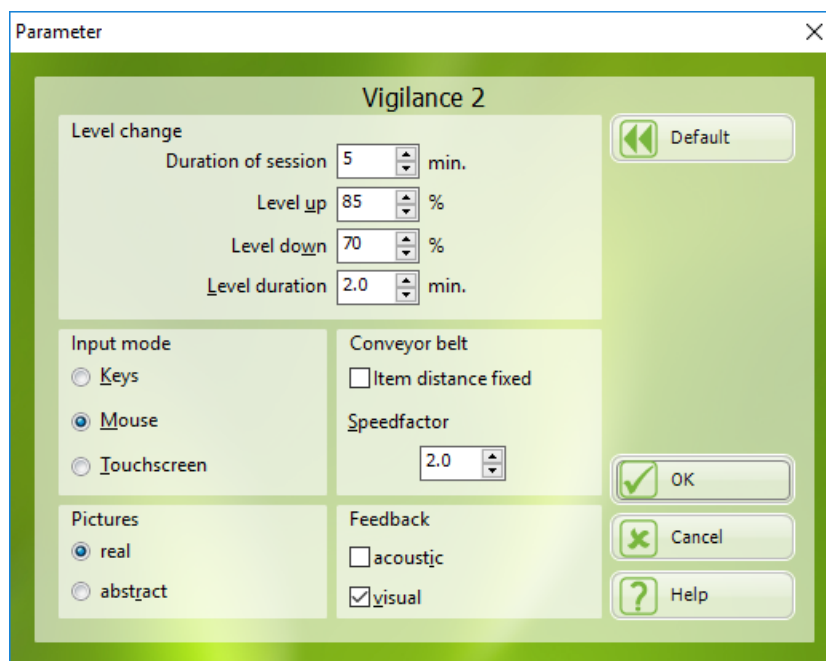 Parameter
Vigilance 2
Level change
Duration of session 5 min.
Level up 85 %
Level down 70 %
Level duration 2.0 min.
Default
Input mode
Keys
Mouse
Touchscreen
Conveyor belt
Item distance fixed
Speedfactor
2.0
Pictures
real
abstract
Feedback
acoustic
visual
OK
Cancel
Help